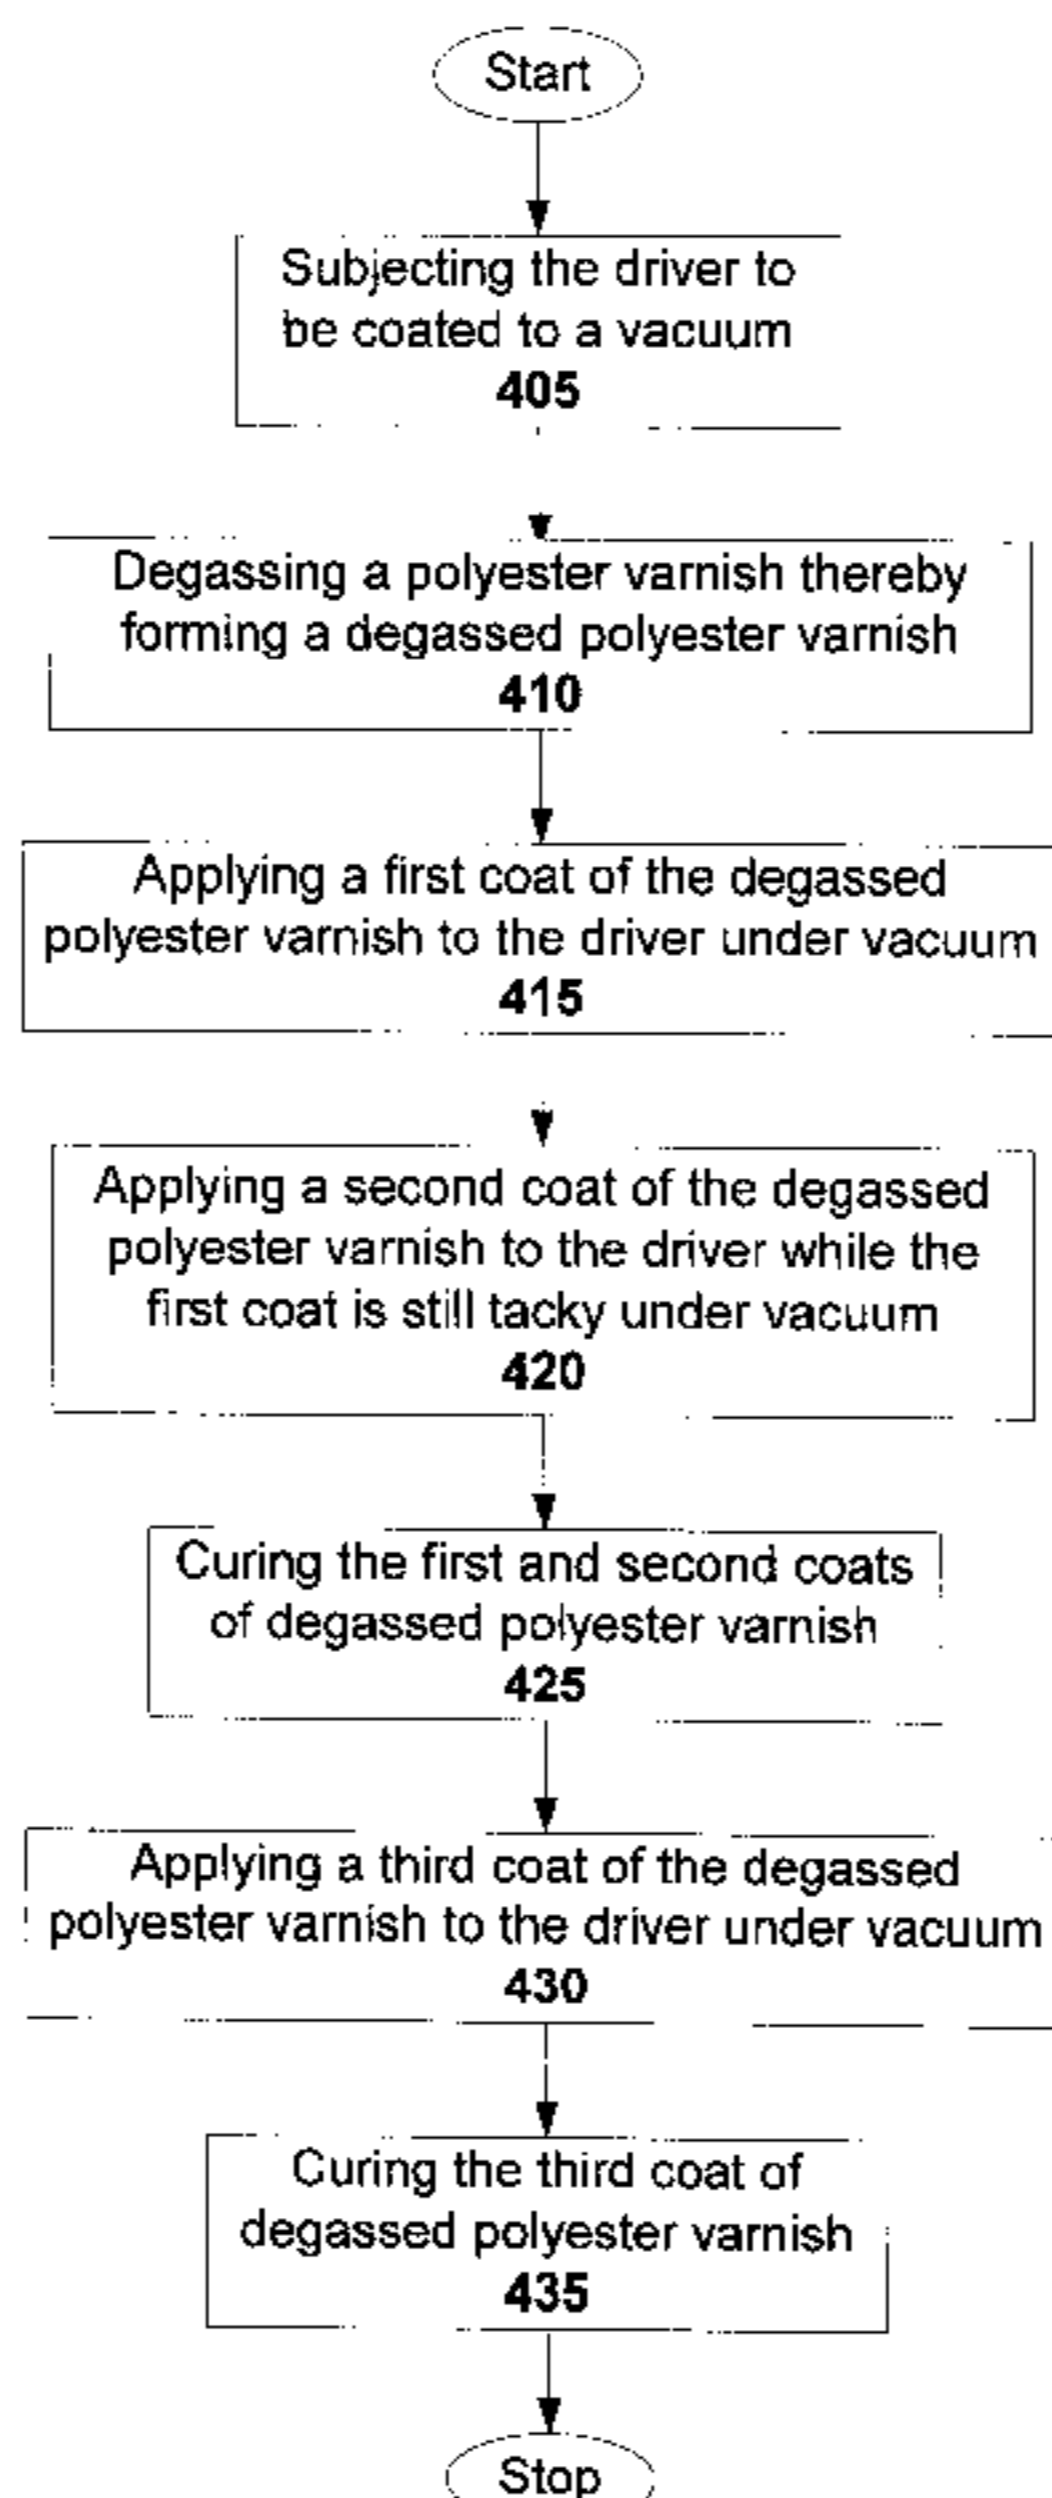 Start
Subjecting the driver to
be coated to a vacuum
405
Degassing a polyester varnish thereby
forming a degassed polyester varnish
410
Applying a first coat of the degassed
polyester varnish to the driver under vacuum
415
Applying a second coat of the degassed
polyester varnish to the driver while the
first coat is still tacky under vacuum
420
Curing the first and second coats
of degassed polyester varnish
425
Applying a third coat of the degassed
polyester varnish to the driver under vacuum
430
Curing the third coat of
degassed polyester varnish
435
Stop